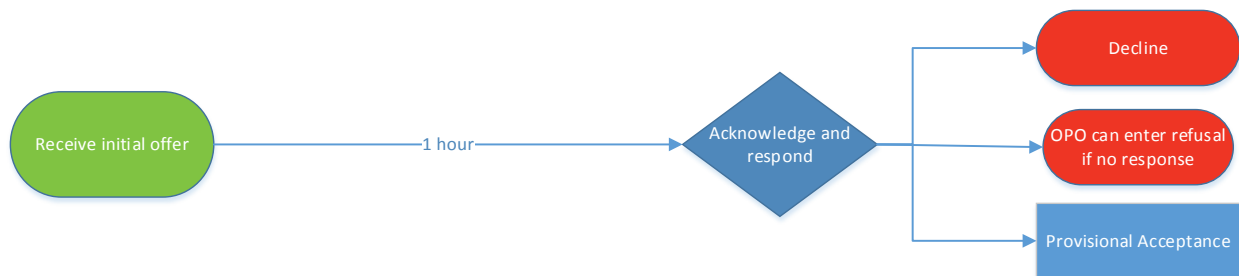 Receive initial offer
1 hour
Acknowledge and
respond
Decline
OPO can enter refusal
if no response
Provisional Acceptance